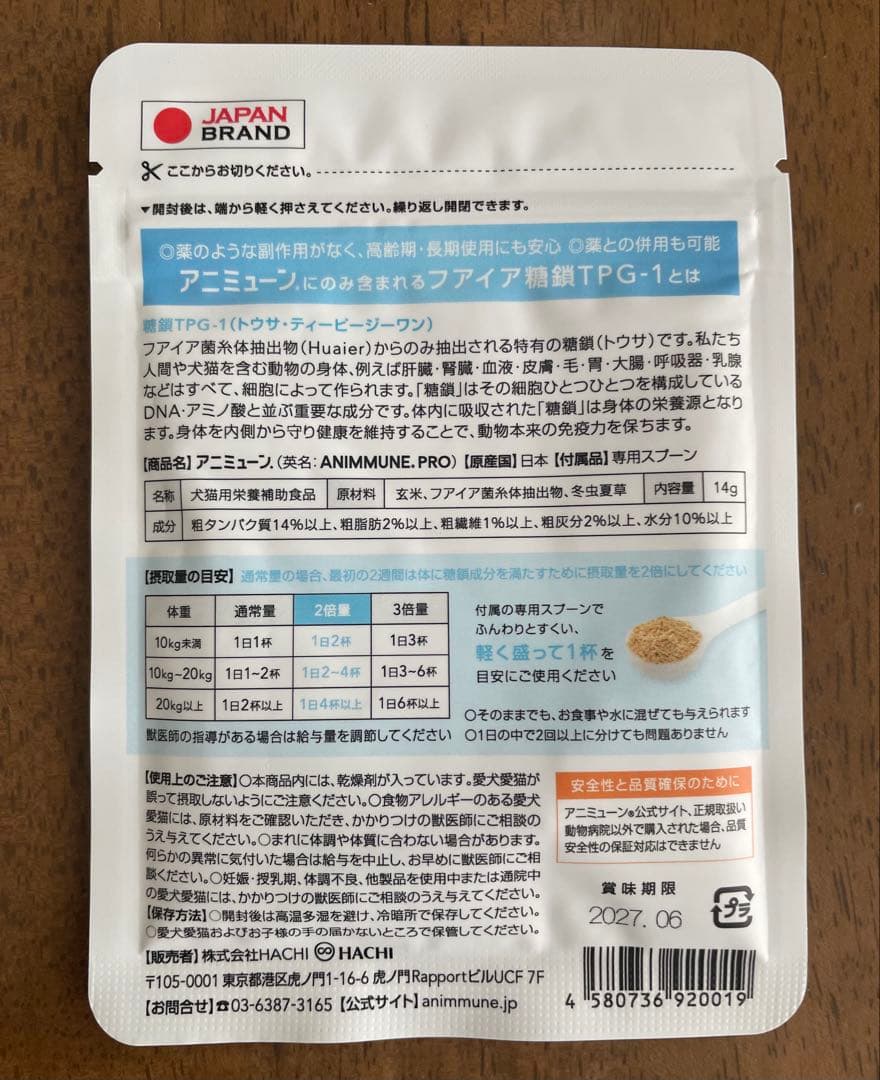 JAPAN
BRAND
ここからお切りください。
▼開封後は、端から軽く押さえてください。繰り返し開閉できます。
◎薬のような副作用がなく、高齢期・長期使用にも安心 ◎薬との併用も可能
アニミューン®にのみ含まれるフアイア糖鎖TPG-1とは
糖鎖TPG-1(トウサ・ティーピージーワン)
フアイア菌糸体抽出物(Huaier)からのみ抽出される特有の糖鎖(トウサ)です。私たち
人間や犬猫を含む動物の身体、例えば肝臓・腎臓・血液・皮膚・毛・胃・大腸・呼吸器・乳腺
などはすべて、細胞によって作られます。「糖鎖」はその細胞ひとつひとつを構成している
DNA・アミノ酸と並ぶ重要な成分です。体内に吸収された「糖鎖」は身体の栄養源となり
ます。身体を内側から守り健康を維持することで、動物本来の免疫力を保ちます。
【商品名】アニミューン®(英名:ANIMMUNE®PRO)【原産国】日本【付属品】専用スプーン
名称 犬猫用栄養補助食品 原材料 玄米、フアイア菌糸体抽出物、冬虫夏草 内容量 14g
成分 粗タンパク質14%以上、粗脂肪2%以上、粗繊維1%以上、粗灰分2%以上、水分10%以上
【摂取量の目安】通常量の場合、最初の2週間は体に糖鎖成分を満たすために摂取量を2倍にしてください
体重 通常量 2倍量 3倍量
10kg未満 1日1杯 1日2杯 1日3杯
10kg~20kg 1日1~2杯 1日2~4杯 1日3~6杯
20kg以上 1日2杯以上 1日4杯以上 1日6杯以上
獣医師の指導がある場合は給与量を調節してください
付属の専用スプーンで
ふんわりとすくい、
軽く盛って1杯を
目安にご使用ください
○そのままでも、お食事や水に混ぜても与えられます
○1日の中で2回以上に分けても問題ありません
【使用上のご注意】○本商品内には、乾燥剤が入っています。愛犬愛猫が
誤って摂取しないようにご注意ください。○食物アレルギーのある愛犬
愛猫には、原材料をご確認いただき、かかりつけの獣医師にご相談の
うえ与えてください。○まれに体調や体質に合わない場合があります。
何らかの異常に気付いた場合は給与を中止し、お早めに獣医師にご相
談ください。○妊娠・授乳期、体調不良、他製品を使用中または通院中
の愛犬愛猫には、かかりつけの獣医師にご相談のうえ与えてください。
【保存方法】○開封後は高温多湿を避け、冷暗所で保存してください。
○愛犬愛猫およびお子様の手の届かないところで保管してください。
安全性と品質確保のために
アニミューン®公式サイト、正規取扱い
動物病院以外で購入された場合、品質
安全性の保証対応はできません
賞味期限
2027.06
プラ
【販売者】株式会社HACHI HACHI
〒105-0001 東京都港区虎ノ門1-16-6 虎ノ門RapportビルUCF 7F
【お問合せ】☎03-6387-3165【公式サイト】animmune.jp
4 580736 920019